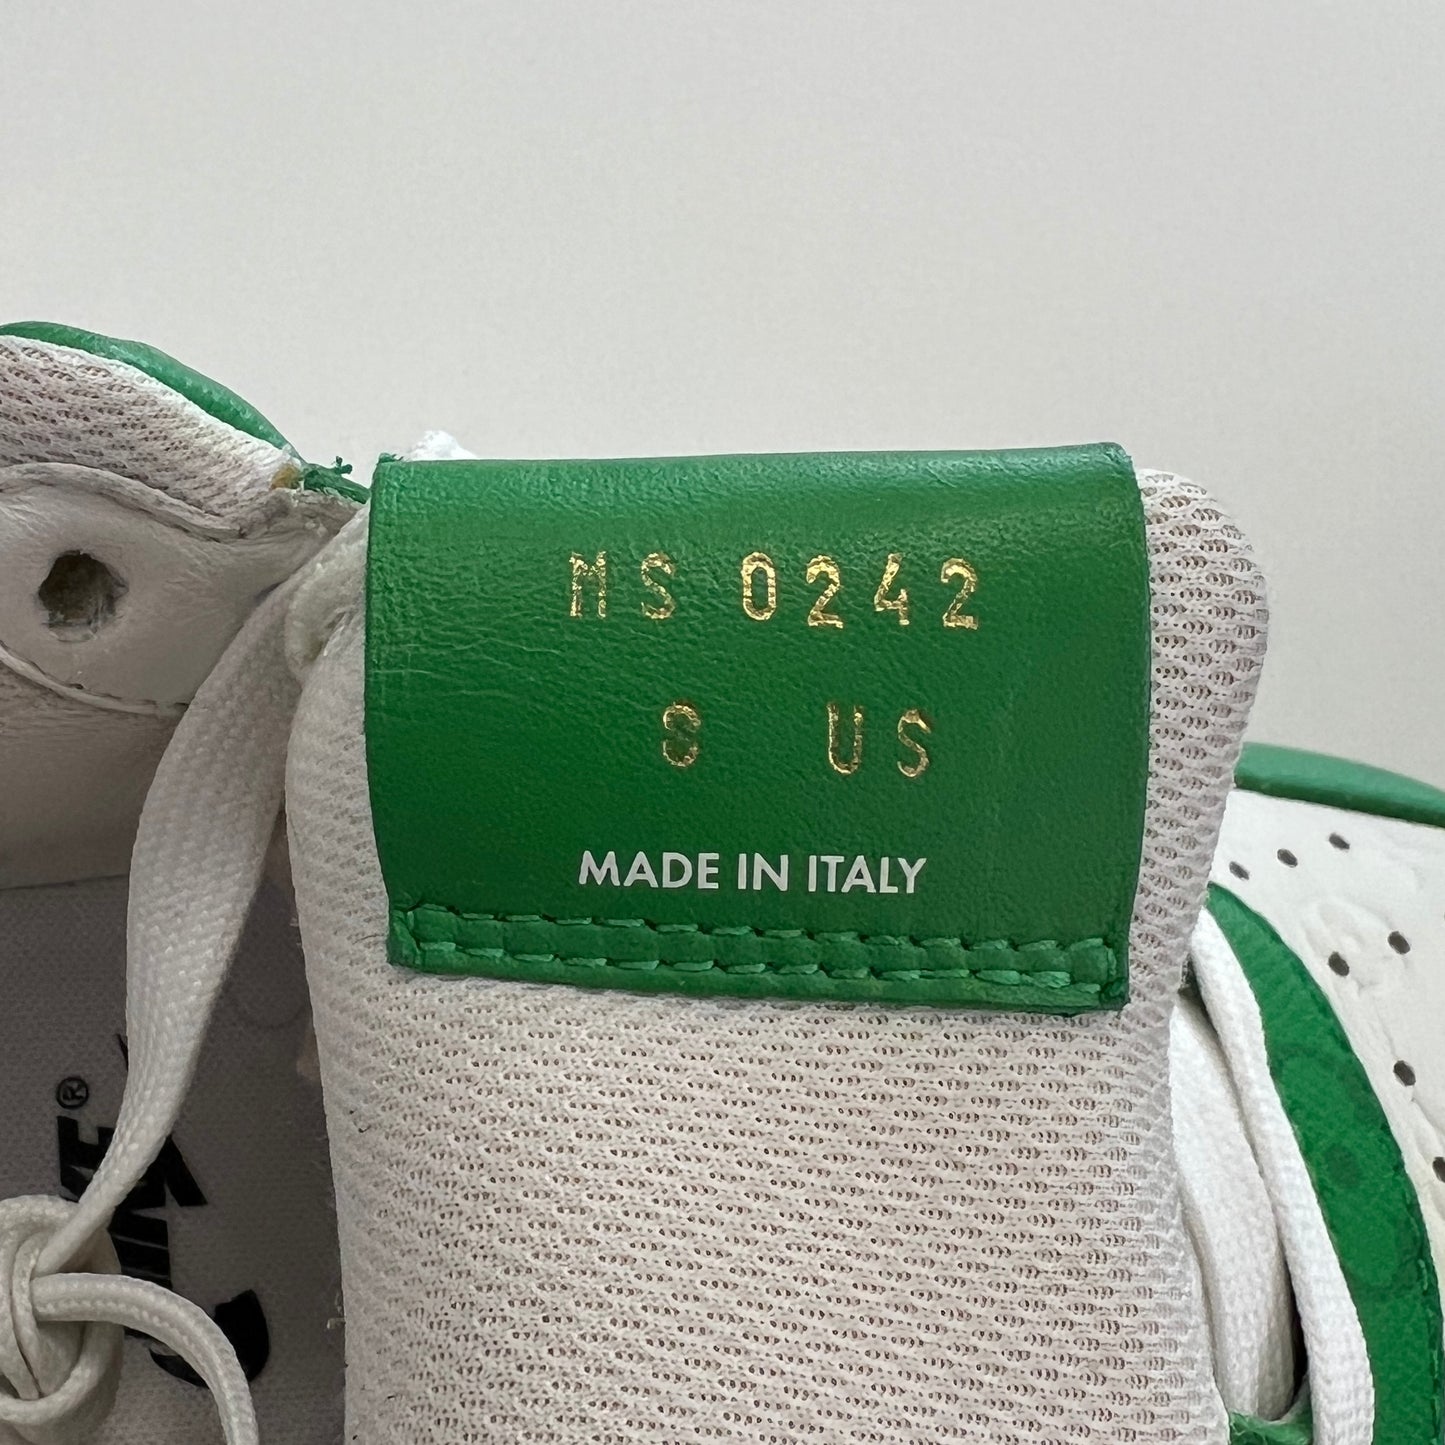 MS 0242
8 US
MADE IN ITALY
®